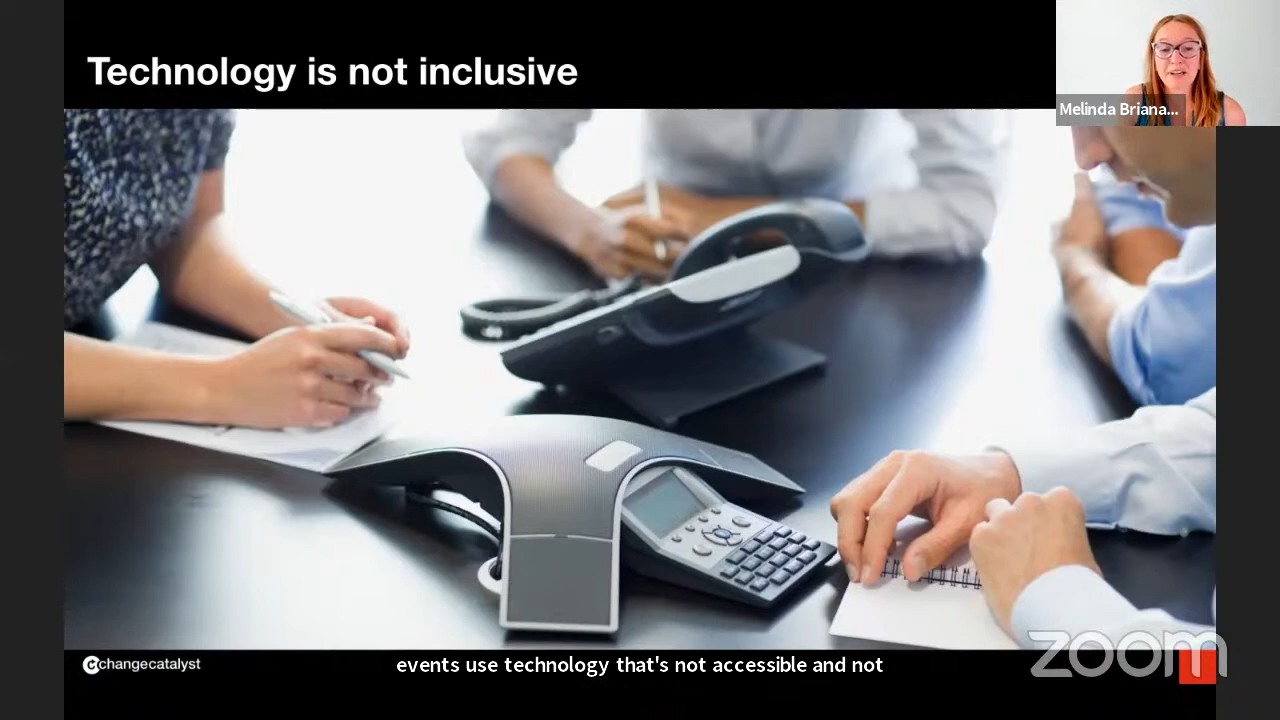 Technology is not inclusive
Melinda Briana...
changecatalyst
events use technology that's not accessible and not
zoom